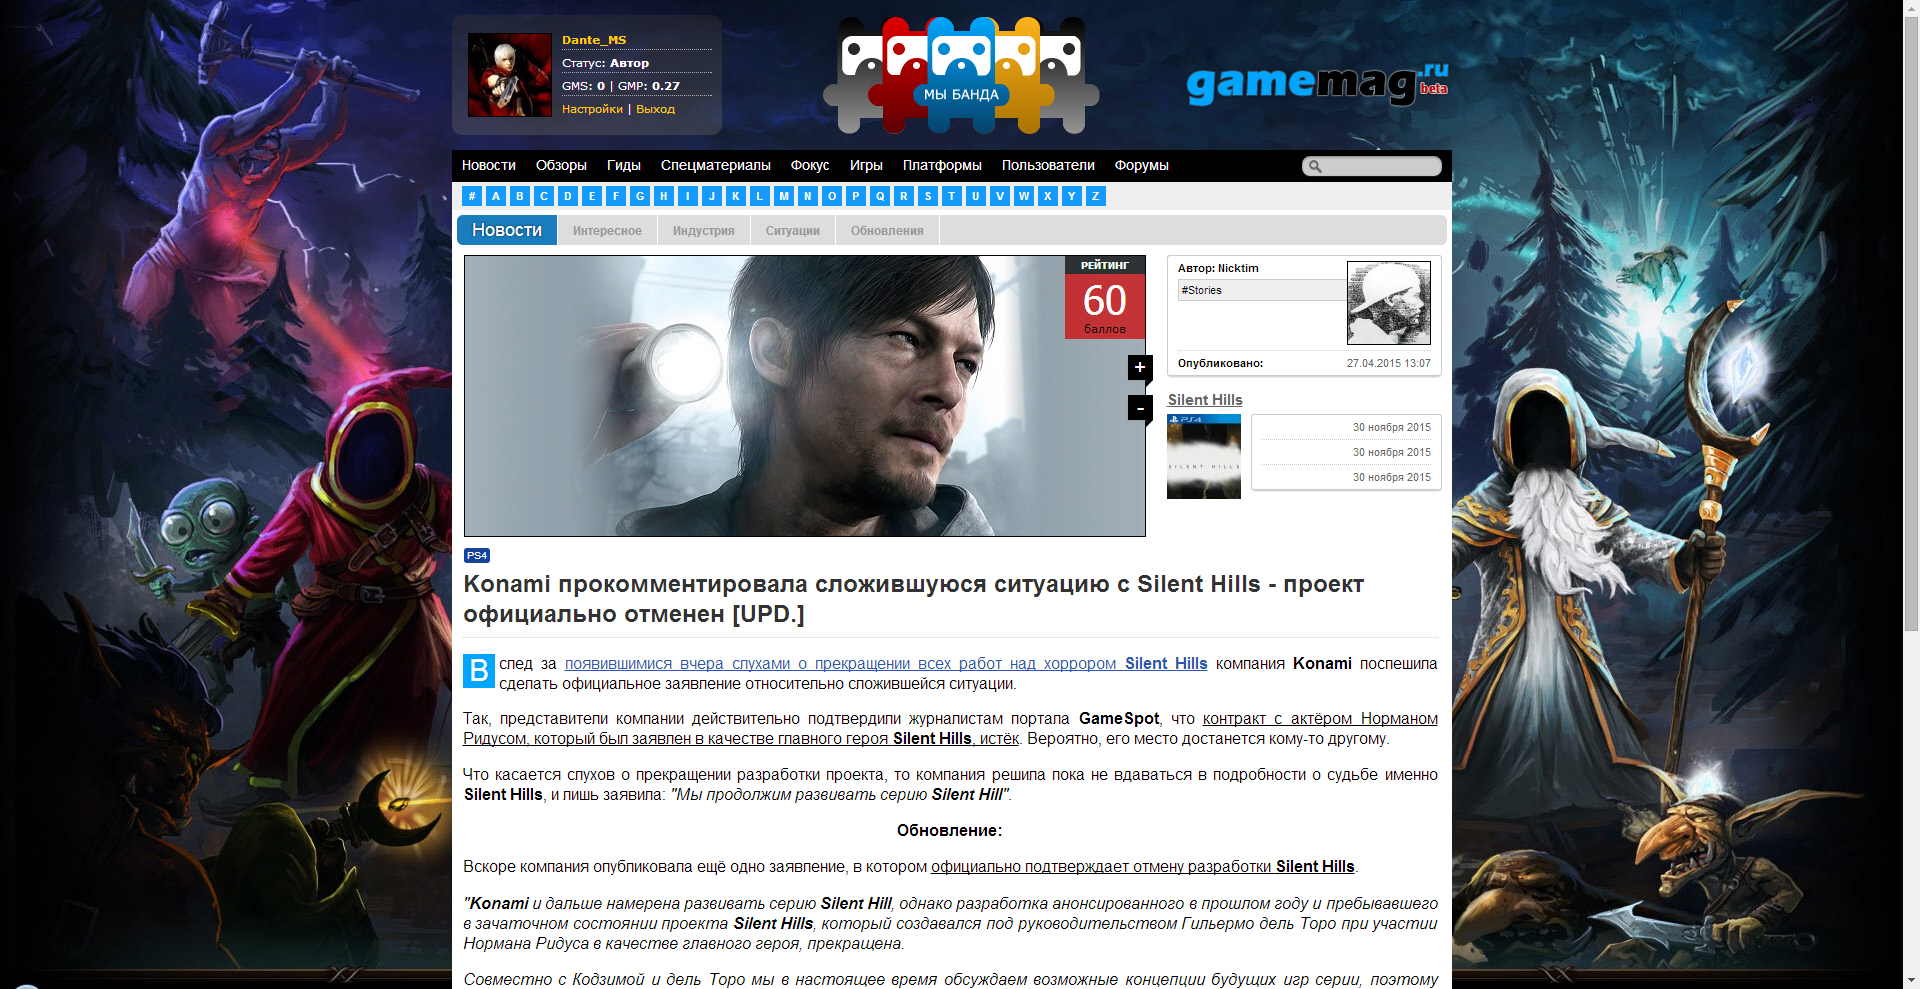 Dante_MS
Статус: Автор
GMS: 0 | GMP: 0.27
Настройки | Выход
МЫ БАНДА
gamemag.ru
beta
Новости Обзоры Гиды Спецматериалы Фокус Игры Платформы Пользователи Форумы
# A B C D E F G H I J K L M N O P Q R S T U V W X Y Z
Новости Интересное Индустрия Ситуации Обновления
РЕЙТИНГ
60
баллов
+
-
Автор: Nicktim
#Stories
Опубликовано: 27.04.2015 13:07
Silent Hills
PS4
SILENT HILLS
30 ноября 2015
30 ноября 2015
30 ноября 2015
PS4
Konami прокомментировала сложившуюся ситуацию с Silent Hills - проект
официально отменен [UPD.]
Вслед за появившимися вчера слухами о прекращении всех работ над хоррором Silent Hills компания Konami поспешила
сделать официальное заявление относительно сложившейся ситуации.
Так, представители компании действительно подтвердили журналистам портала GameSpot, что контракт с актёром Норманом
Ридусом, который был заявлен в качестве главного героя Silent Hills, истёк. Вероятно, его место достанется кому-то другому.
Что касается слухов о прекращении разработки проекта, то компания решила пока не вдаваться в подробности о судьбе именно
Silent Hills, и лишь заявила: "Мы продолжим развивать серию Silent Hill".
Обновление:
Вскоре компания опубликовала ещё одно заявление, в котором официально подтверждает отмену разработки Silent Hills.
"Konami и дальше намерена развивать серию Silent Hill, однако разработка анонсированного в прошлом году и пребывавшего
в зачаточном состоянии проекта Silent Hills, который создавался под руководительством Гильермо дель Торо при участии
Нормана Ридуса в качестве главного героя, прекращена.
Совместно с Кодзимой и дель Торо мы в настоящее время обсуждаем возможные концепции будущих игр серии, поэтому